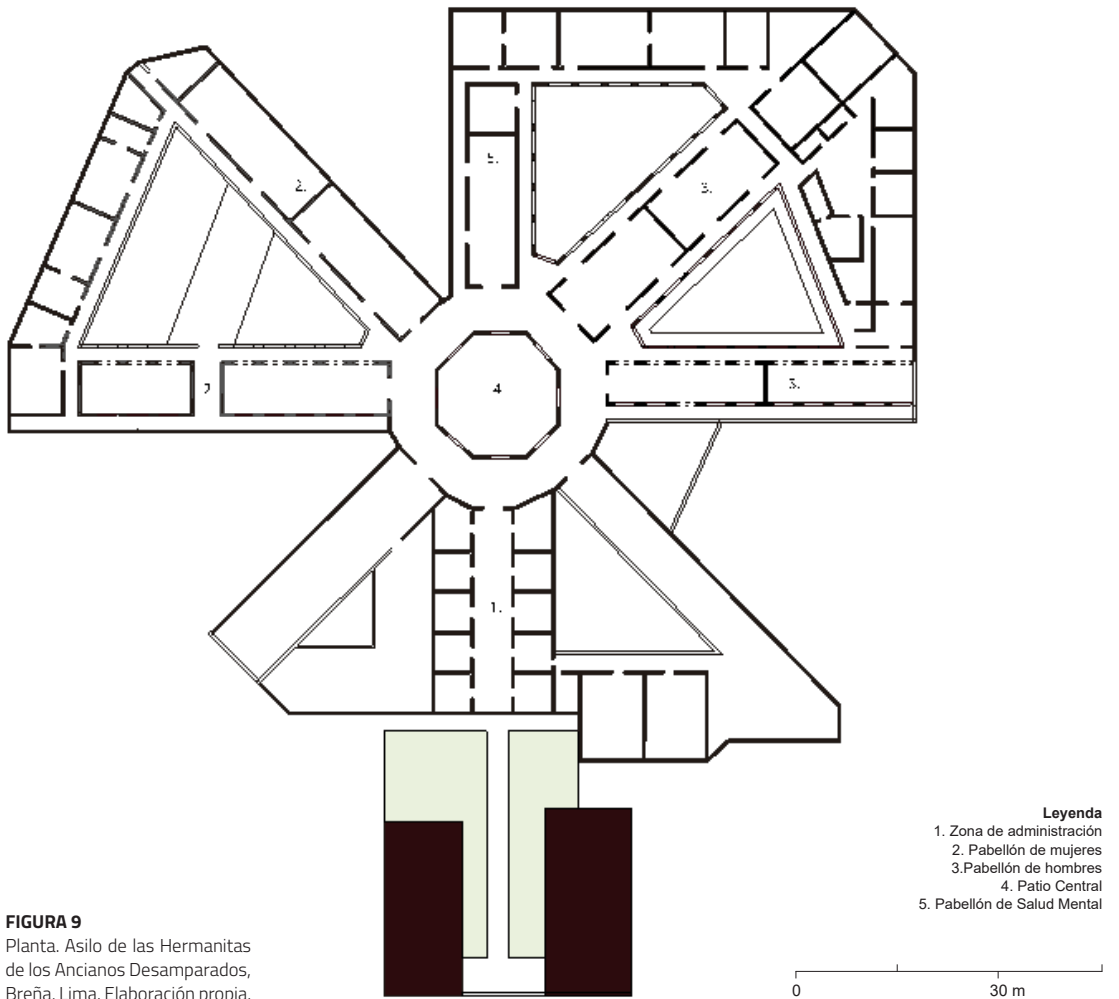 5.
2.
3.
4
3.
2
1.
Leyenda
1. Zona de administración
2. Pabellón de mujeres
3.Pabellón de hombres
4. Patio Central
5. Pabellón de Salud Mental
FIGURA 9
Planta. Asilo de las Hermanitas
de los Ancianos Desamparados,
Breña, Lima. Elaboración propia.
0 30 m